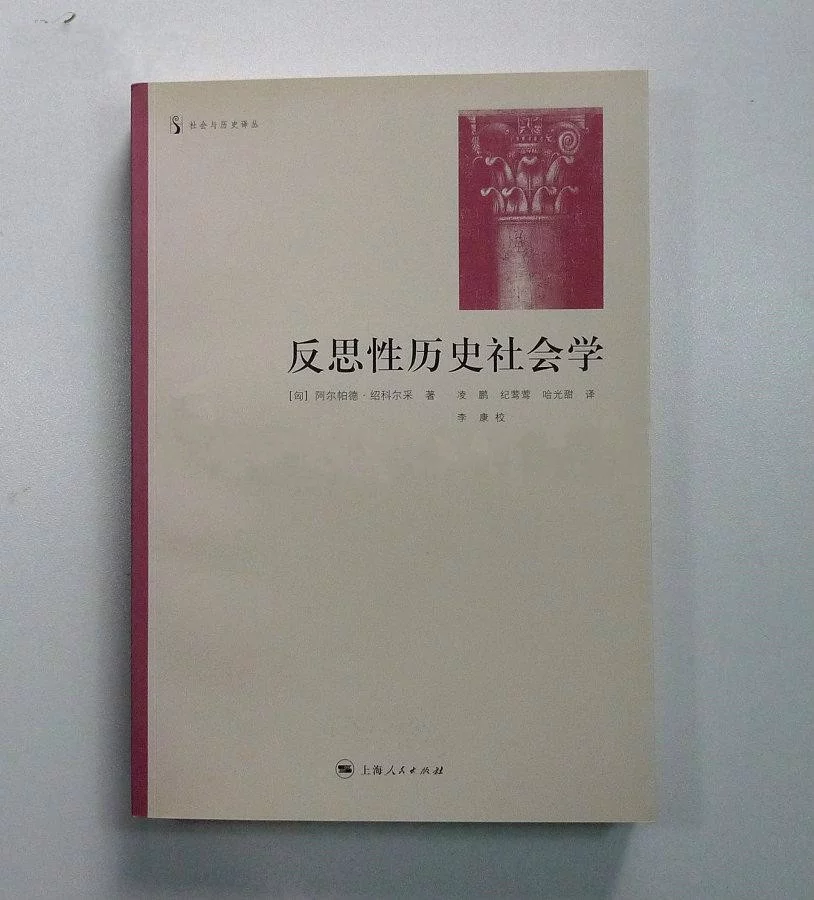 社会与历史译丛
反思性历史社会学
[匈] 阿尔帕德·绍科尔采 著 凌 鹏 纪莺莺 哈光甜 译
李 康 校
上海人民出版社